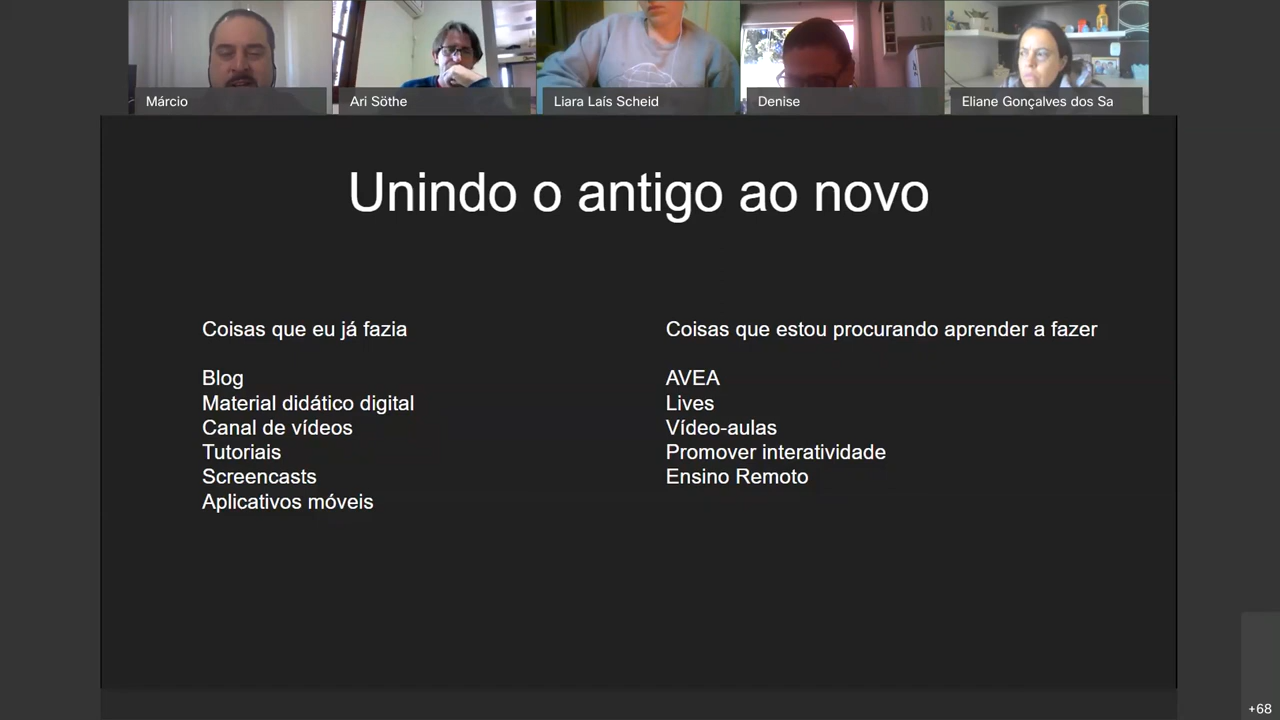 Márcio
Ari Söthe
Liara Laís Scheid
Denise
Eliane Gonçalves dos Sa
Unindo o antigo ao novo
Coisas que eu já fazia
Blog
Material didático digital
Canal de vídeos
Tutoriais
Screencasts
Aplicativos móveis
Coisas que estou procurando aprender a fazer
AVEA
Lives
Vídeo-aulas
Promover interatividade
Ensino Remoto
+68